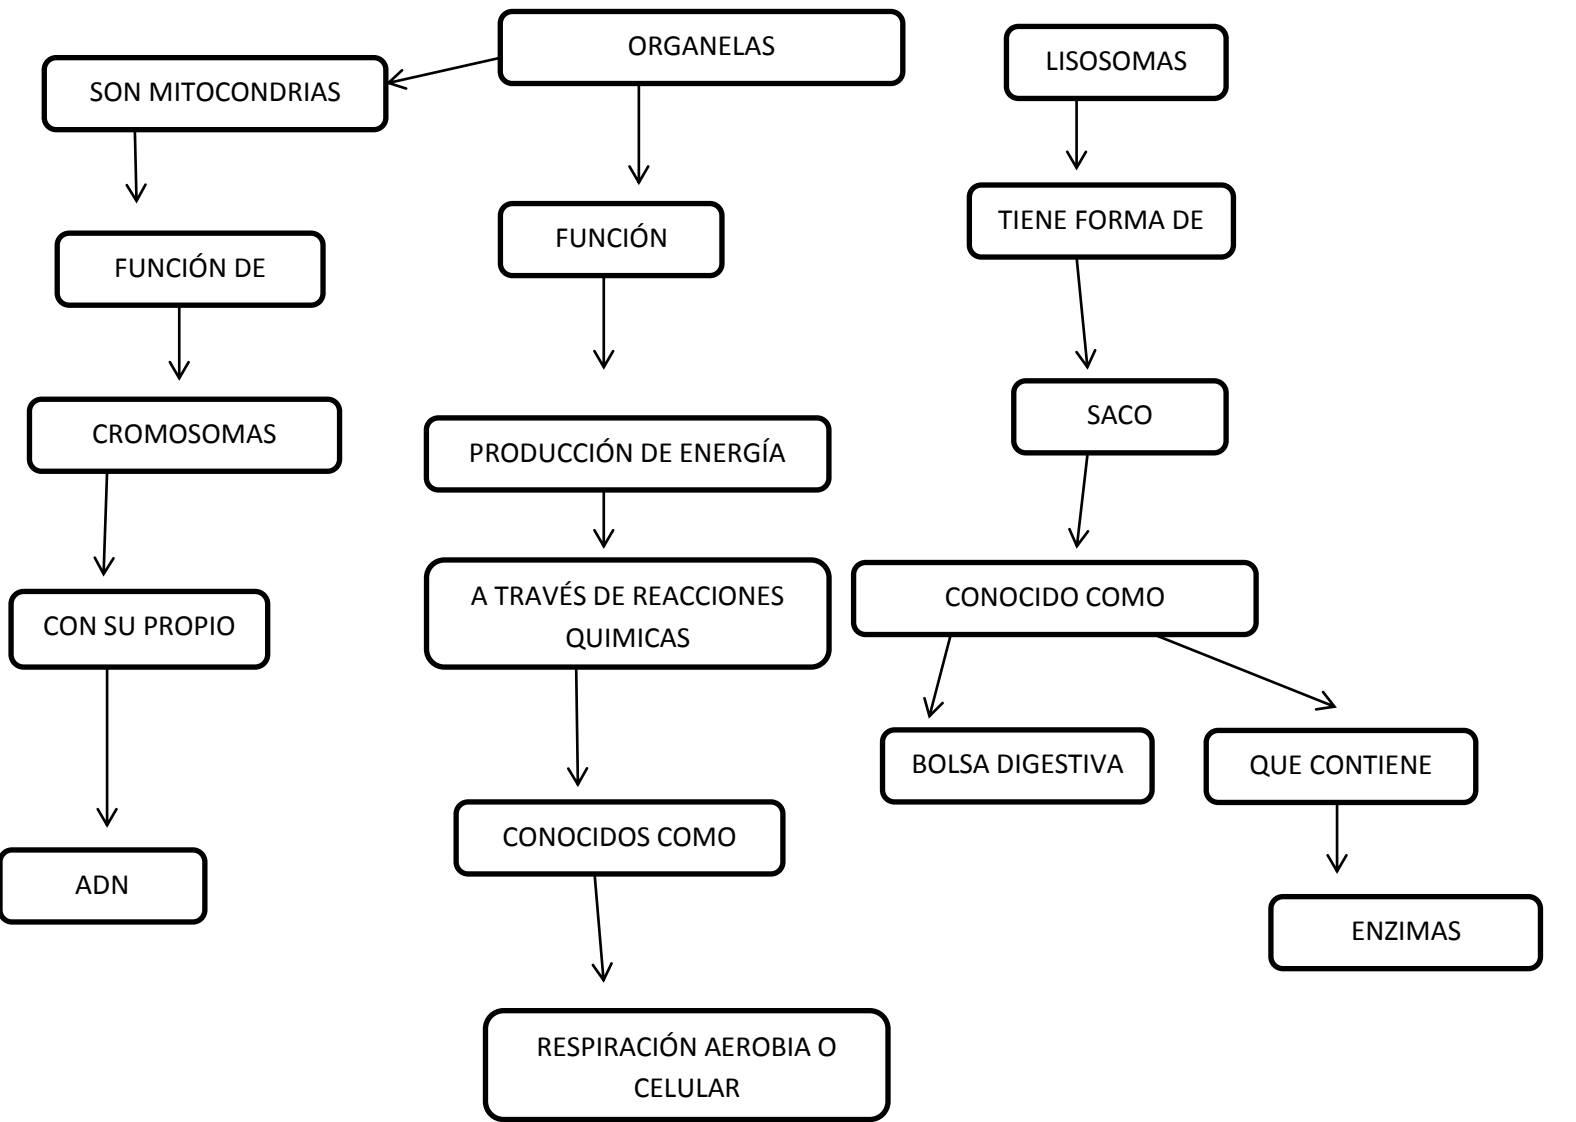 ORGANELAS
SON MITOCONDRIAS
FUNCIÓN DE
CROMOSOMAS
CON SU PROPIO
ADN
FUNCIÓN
PRODUCCIÓN DE ENERGÍA
A TRAVÉS DE REACCIONES
QUIMICAS
CONOCIDOS COMO
RESPIRACIÓN AEROBIA O
CELULAR
LISOSOMAS
TIENE FORMA DE
SACO
CONOCIDO COMO
BOLSA DIGESTIVA
QUE CONTIENE
ENZIMAS